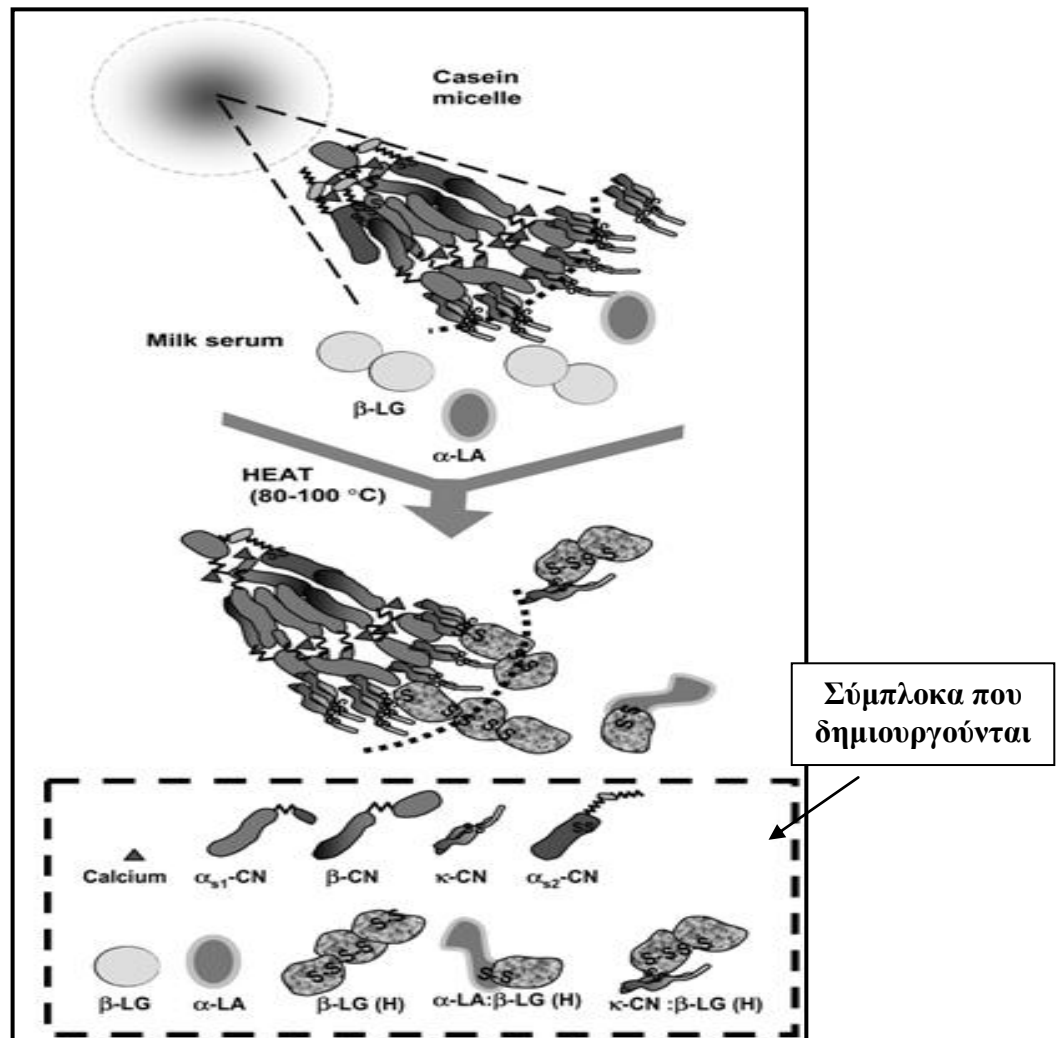 Casein
micelle
Milk serum
β-LG
α-LA
HEAT
(80-100 °C)
S
S
S
S
S
S
Σύμπλοκα που
δημιουργούνται
Calcium
αs1-CN
β-CN
κ-CN
αs2-CN
SS
β-LG
α-LA
β-LG (H)
α-LA:β-LG (H)
κ-CN :β-LG (H)